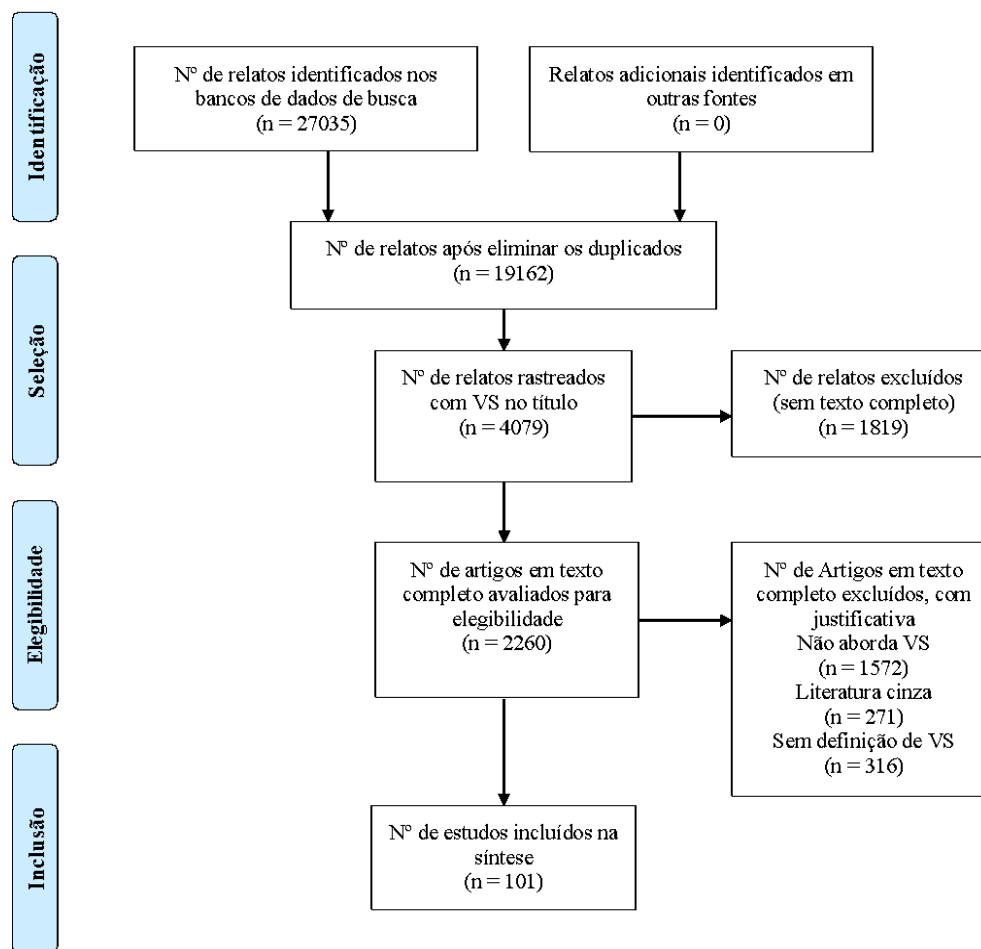 Identificação
Nº de relatos identificados nos
bancos de dados de busca
(n = 27035)
Relatos adicionais identificados em
outras fontes
(n = 0)
Nº de relatos após eliminar os duplicados
(n = 19162)
Seleção
Nº de relatos rastreados
com VS no título
(n = 4079)
Nº de relatos excluídos
(sem texto completo)
(n = 1819)
Elegibilidade
Nº de artigos em texto
completo avaliados para
elegibilidade
(n = 2260)
Nº de Artigos em texto
completo excluídos, com
justificativa
Não aborda VS
(n = 1572)
Literatura cinza
(n = 271)
Sem definição de VS
(n = 316)
Inclusão
Nº de estudos incluídos na
síntese
(n = 101)